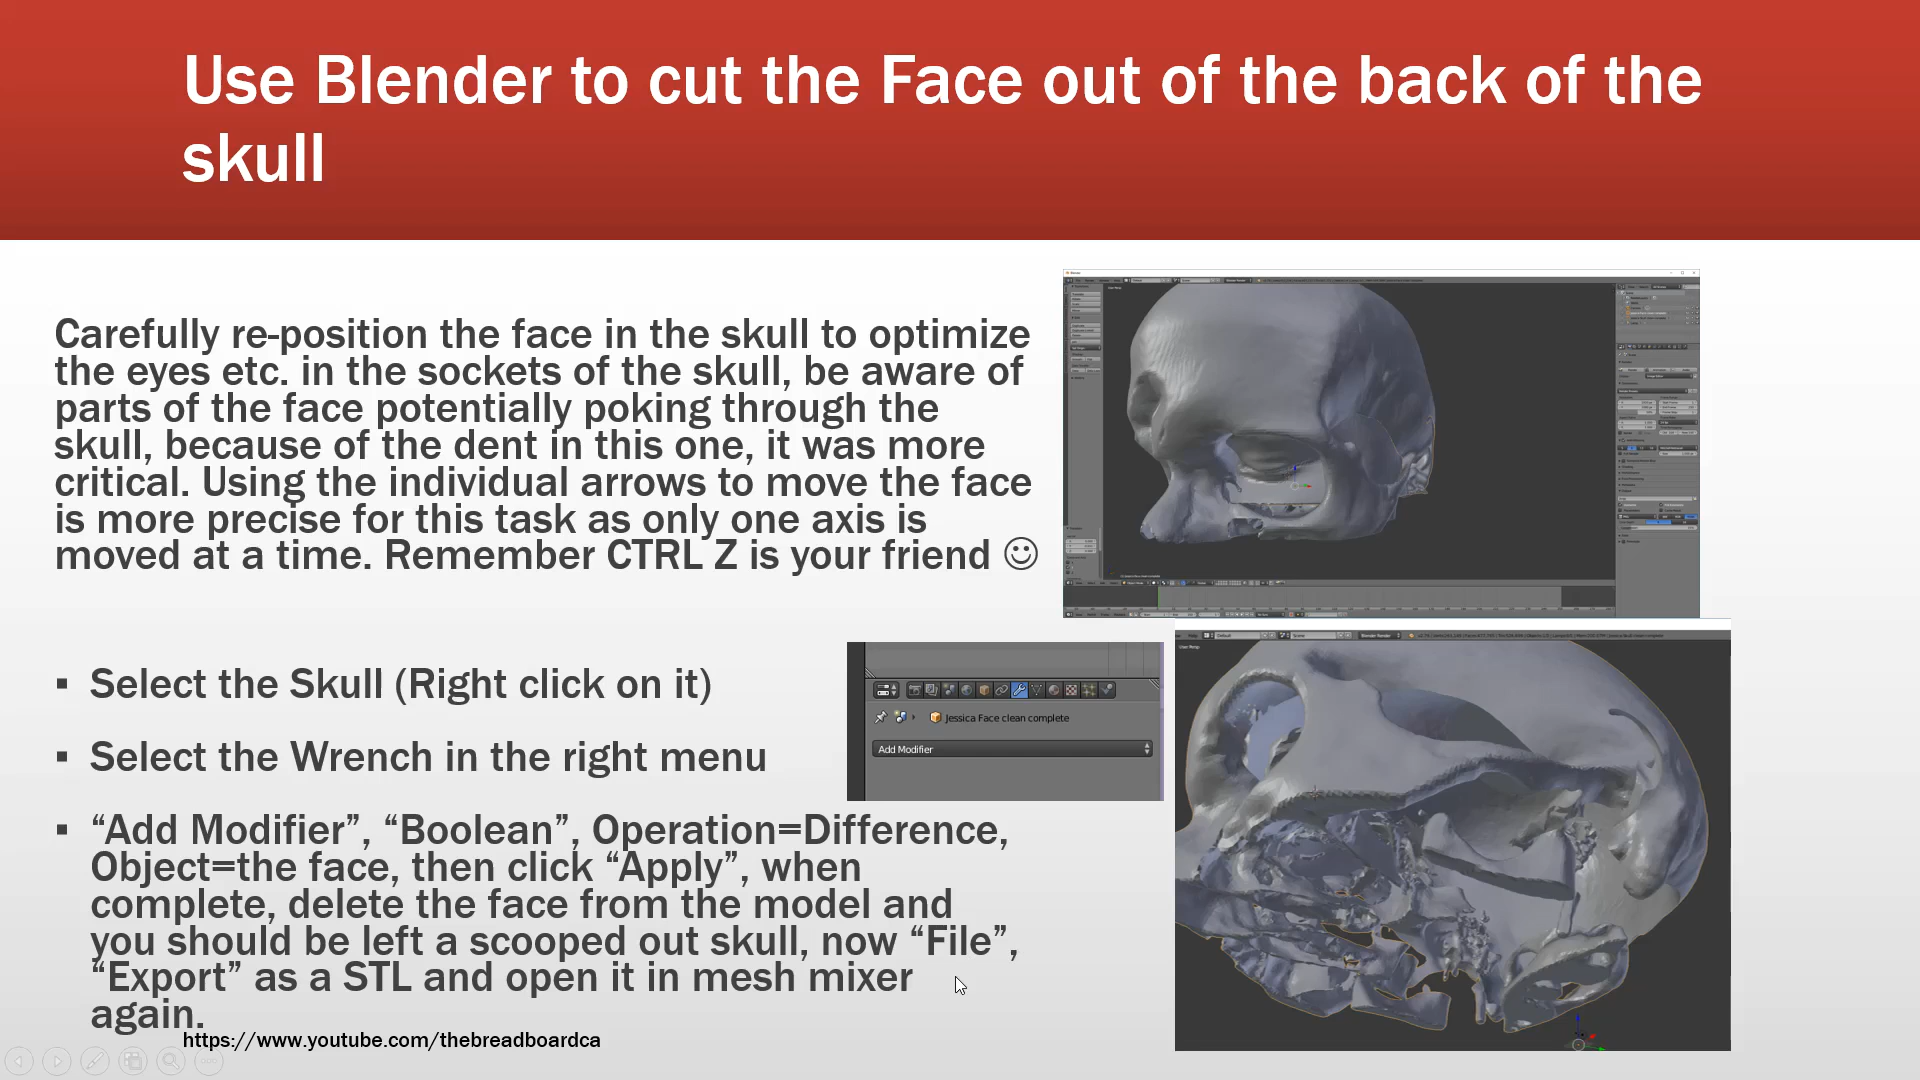 Use Blender to cut the Face out of the back of the
skull
Carefully re-position the face in the skull to optimize
the eyes etc. in the sockets of the skull, be aware of
parts of the face potentially poking through the
skull, because of the dent in this one, it was more
critical. Using the individual arrows to move the face
is more precise for this task as only one axis is
moved at a time. Remember CTRL Z is your friend ☺
▪ Select the Skull (Right click on it)
▪ Select the Wrench in the right menu
Jessica Face clean complete
Add Modifier
▪ “Add Modifier”, “Boolean”, Operation=Difference,
Object=the face, then click “Apply”, when
complete, delete the face from the model and
you should be left a scooped out skull, now “File”,
“Export” as a STL and open it in mesh mixer
again.
https://www.youtube.com/thebreadboardca
Help Default Scene Blender Render
User Persp